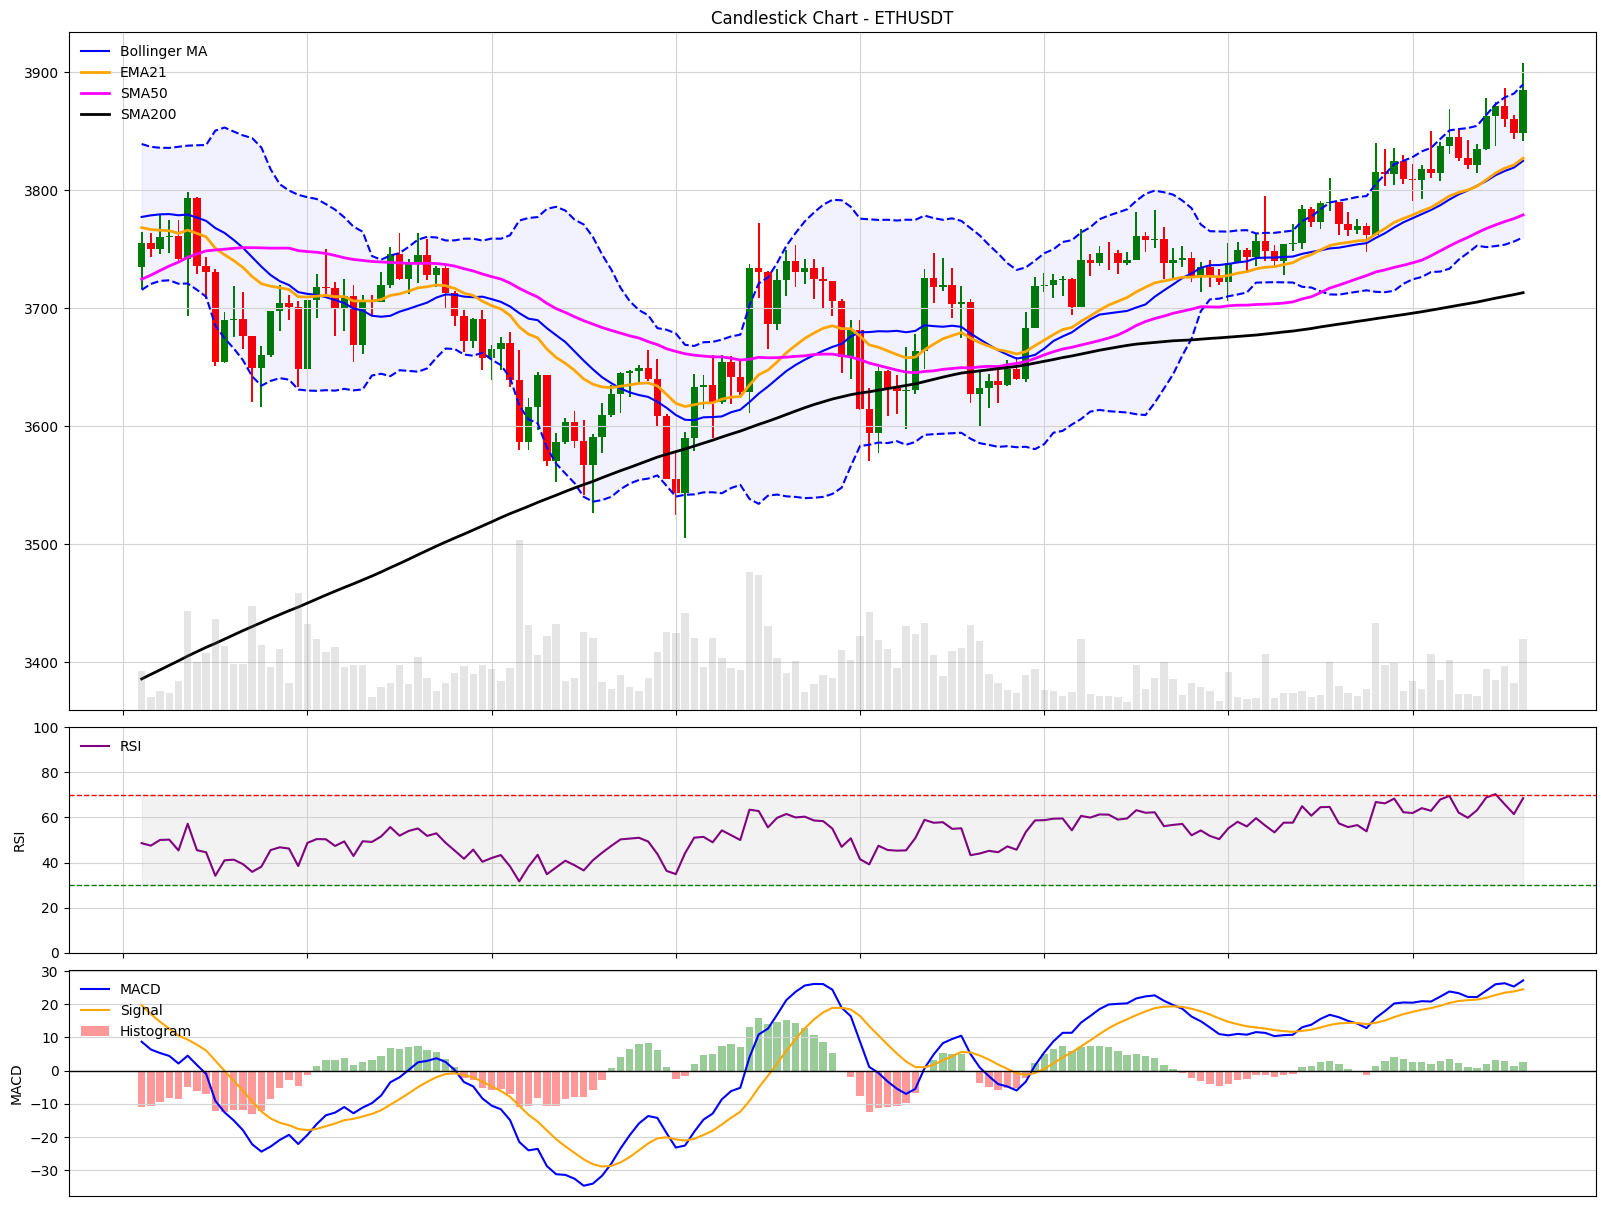 Candlestick Chart - ETHUSDT
Bollinger MA
EMA21
SMA50
SMA200
3900
3800
3700
3600
3500
3400
RSI
100
80
60
40
20
0
RSI
MACD
Signal
Histogram
30
20
10
0
−10
−20
−30
MACD